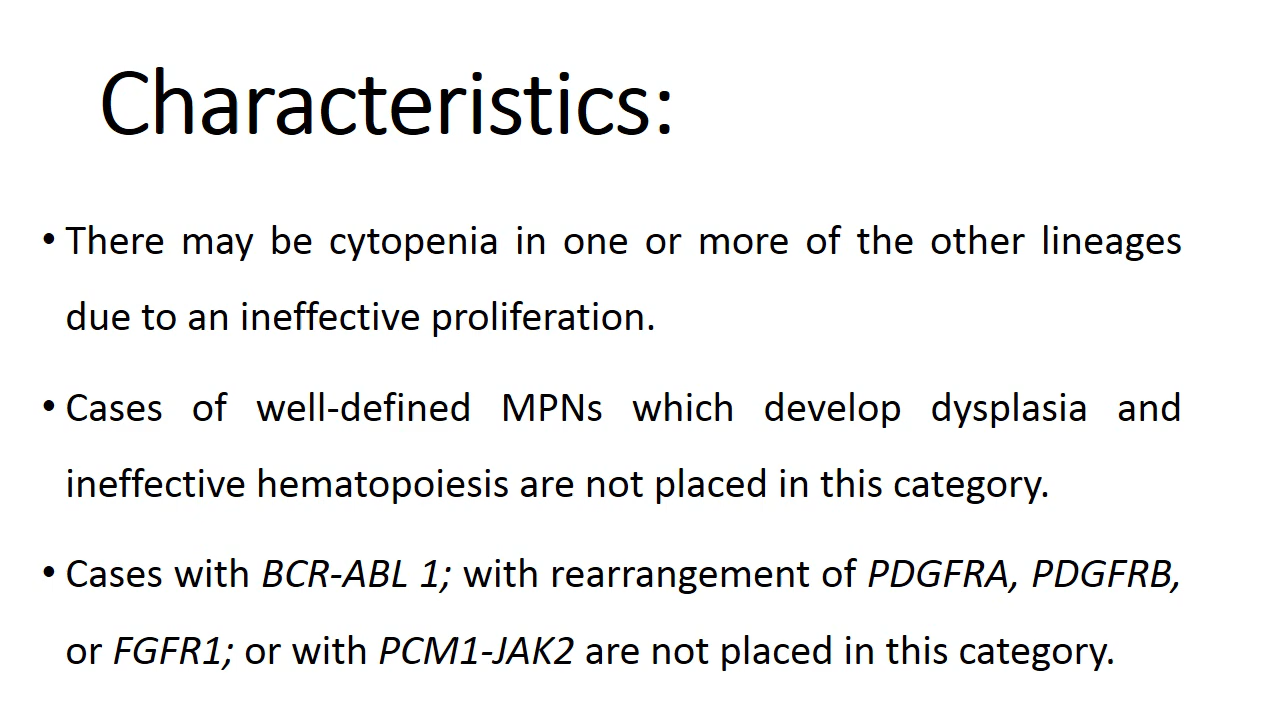 Characteristics:
• There may be cytopenia in one or more of the other lineages
due to an ineffective proliferation.
• Cases of well-defined MPNs which develop dysplasia and
ineffective hematopoiesis are not placed in this category.
• Cases with BCR-ABL 1; with rearrangement of PDGFRA, PDGFRB,
or FGFR1; or with PCM1-JAK2 are not placed in this category.